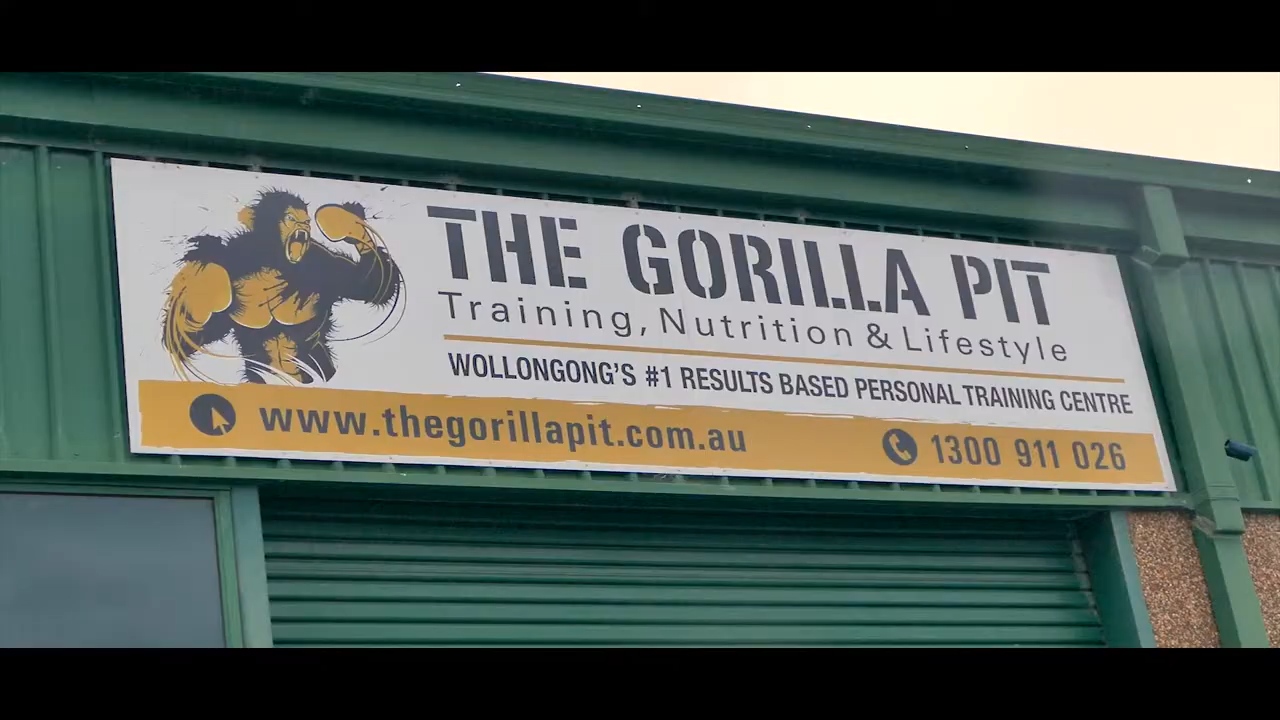 THE GORILLA PIT
Training, Nutrition & Lifestyle
WOLLONGONG'S #1 RESULTS BASED PERSONAL TRAINING CENTRE
www.thegorillapit.com.au 1300 911 026